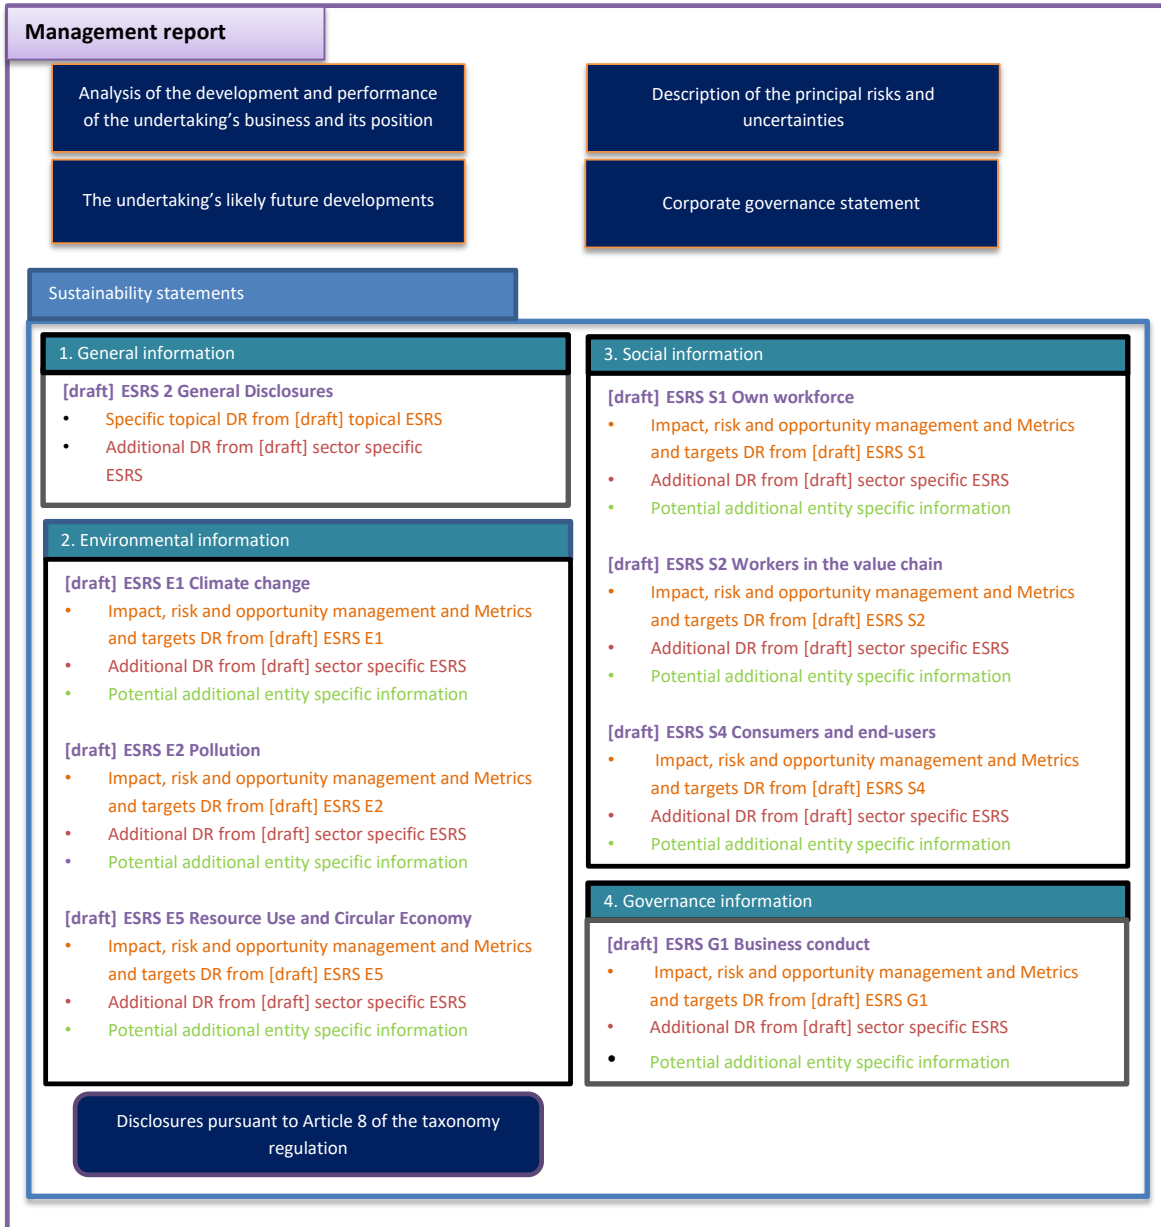 Management report
Analysis of the development and performance
of the undertaking’s business and its position
Description of the principal risks and
uncertainties
The undertaking’s likely future developments
Corporate governance statement
Sustainability statements
1. General information
[draft] ESRS 2 General Disclosures
• Specific topical DR from [draft] topical ESRS
• Additional DR from [draft] sector specific
ESRS
2. Environmental information
[draft] ESRS E1 Climate change
• Impact, risk and opportunity management and Metrics
and targets DR from [draft] ESRS E1
• Additional DR from [draft] sector specific ESRS
• Potential additional entity specific information
[draft] ESRS E2 Pollution
• Impact, risk and opportunity management and Metrics
and targets DR from [draft] ESRS E2
• Additional DR from [draft] sector specific ESRS
• Potential additional entity specific information
[draft] ESRS E5 Resource Use and Circular Economy
• Impact, risk and opportunity management and Metrics
and targets DR from [draft] ESRS E5
• Additional DR from [draft] sector specific ESRS
• Potential additional entity specific information
Disclosures pursuant to Article 8 of the taxonomy
regulation
3. Social information
[draft] ESRS S1 Own workforce
• Impact, risk and opportunity management and Metrics
and targets DR from [draft] ESRS S1
• Additional DR from [draft] sector specific ESRS
• Potential additional entity specific information
[draft] ESRS S2 Workers in the value chain
• Impact, risk and opportunity management and Metrics
and targets DR from [draft] ESRS S2
• Additional DR from [draft] sector specific ESRS
• Potential additional entity specific information
[draft] ESRS S4 Consumers and end-users
• Impact, risk and opportunity management and Metrics
and targets DR from [draft] ESRS S4
• Additional DR from [draft] sector specific ESRS
• Potential additional entity specific information
4. Governance information
[draft] ESRS G1 Business conduct
• Impact, risk and opportunity management and Metrics
and targets DR from [draft] ESRS G1
• Additional DR from [draft] sector specific ESRS
• Potential additional entity specific information